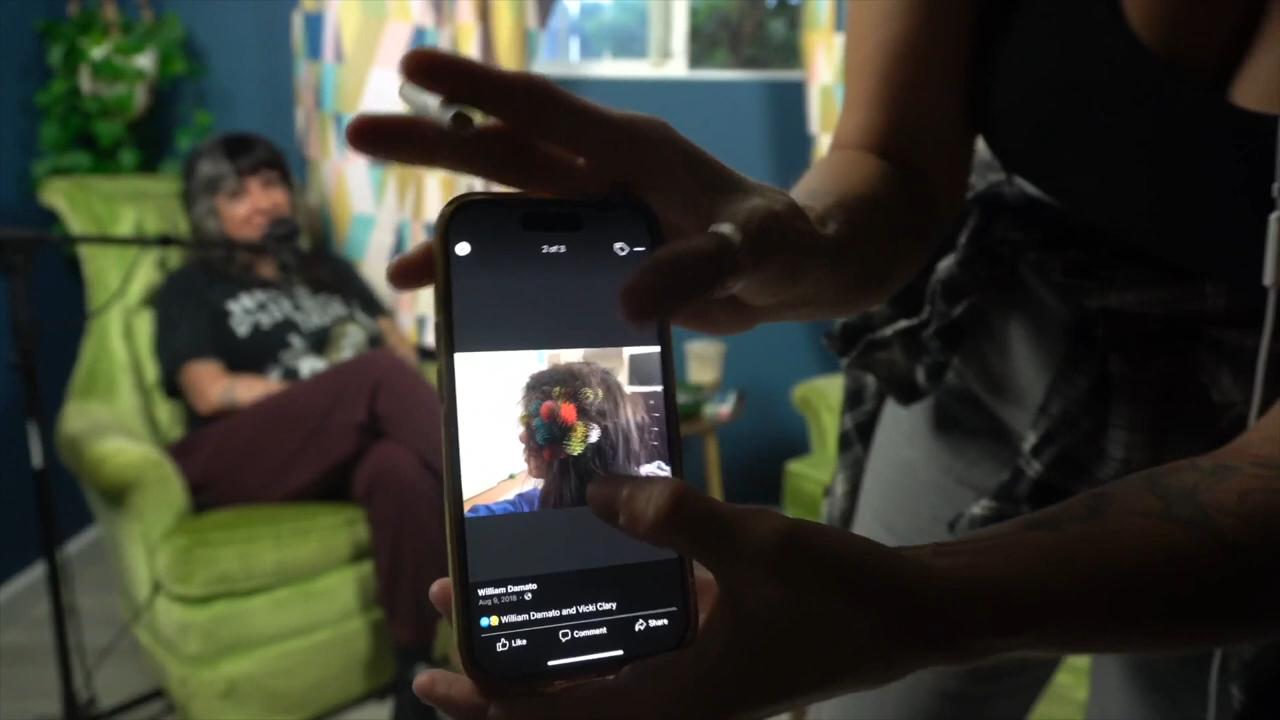 2 of 3
William Damato
Aug 9, 2018
William Damato and Vicki Clary
Like
Comment
Share